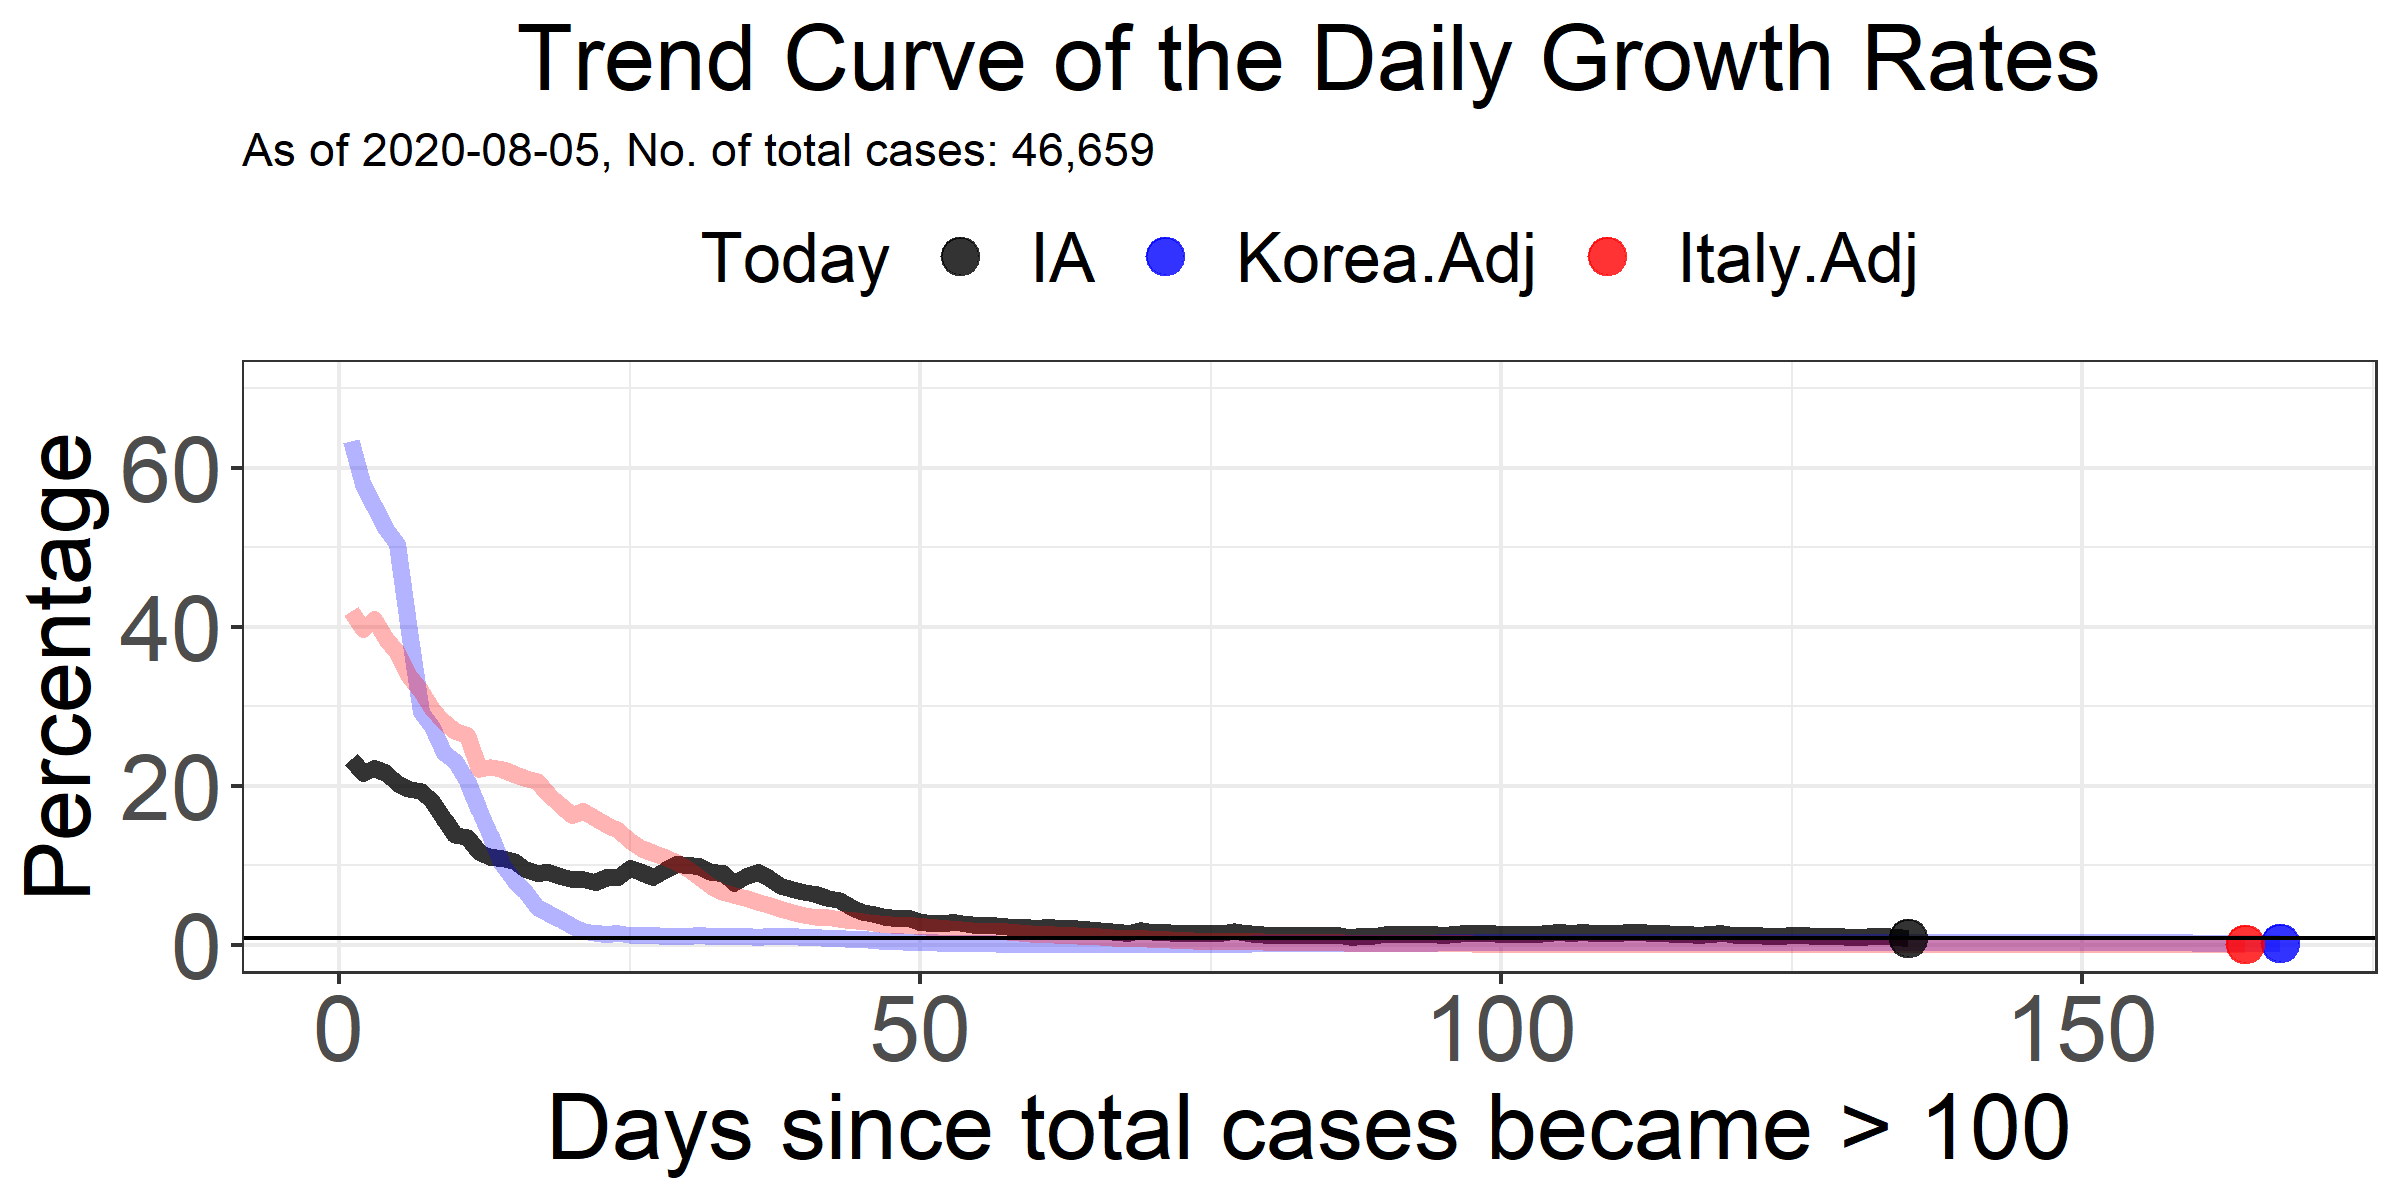 Trend Curve of the Daily Growth Rates
As of 2020-08-05, No. of total cases: 46,659
Today IA Korea.Adj Italy.Adj
Percentage
60
40
20
0
0 50 100 150
Days since total cases became > 100